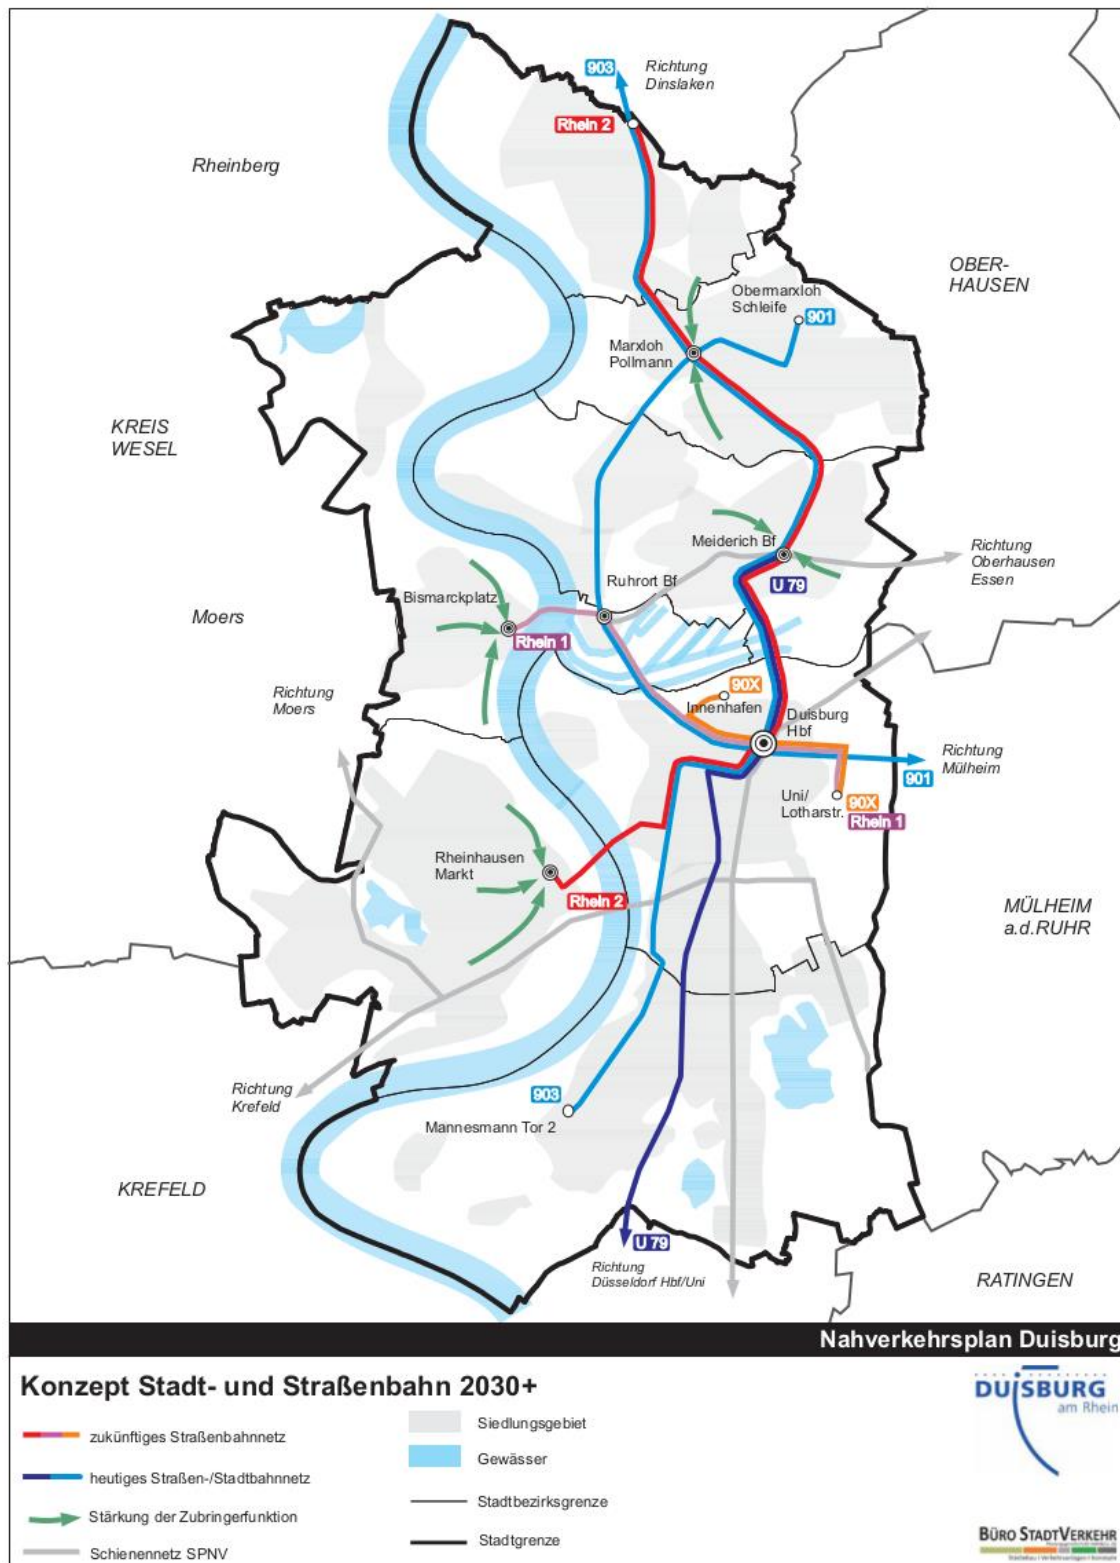 903
Richtung
Dinslaken
Rhein 2
Rheinberg
OBER-
HAUSEN
Obermarxloh
Schleife
901
Marxloh
Pollmann
KREIS
WESEL
Meiderich Bf
Richtung
Oberhausen
Essen
U 79
Ruhrort Bf
Bismarckplatz
Moers
Rhein 1
Richtung
Moers
90X
Innenhafen
Duisburg
Hbf
Richtung
Mülheim
901
Uni/
Lotharstr.
90X
Rhein 1
Rheinhausen
Markt
Rhein 2
MÜLHEIM
a.d.RUHR
Richtung
Krefeld
903
Mannesmann Tor 2
KREFELD
U 79
Richtung
Düsseldorf Hbf/Uni
RATINGEN
Nahverkehrsplan Duisburg
Konzept Stadt- und Straßenbahn 2030+
zukünftiges Straßenbahnnetz
heutiges Straßen-/Stadtbahnnetz
Stärkung der Zubringerfunktion
Schienennetz SPNV
Siedlungsgebiet
Gewässer
Stadtbezirksgrenze
Stadtgrenze
DUISBURG
am Rhein
BÜRO STADTVERKEHR